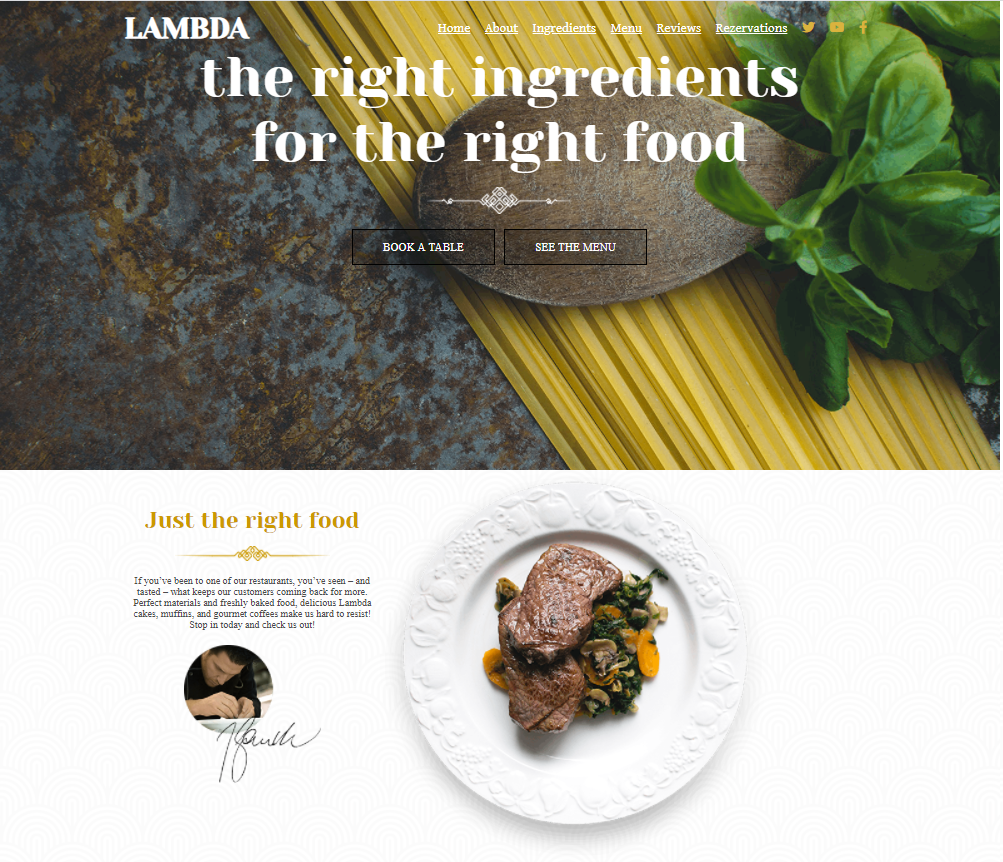 LAMBDA
Home About Ingredients Menu Reviews Rezervations
the right ingredients
for the right food
BOOK A TABLE SEE THE MENU
Just the right food
If you’ve been to one of our restaurants, you’ve seen – and
tasted – what keeps our customers coming back for more.
Perfect materials and freshly baked food, delicious Lambda
cakes, muffins, and gourmet coffees make us hard to resist!
Stop in today and check us out!